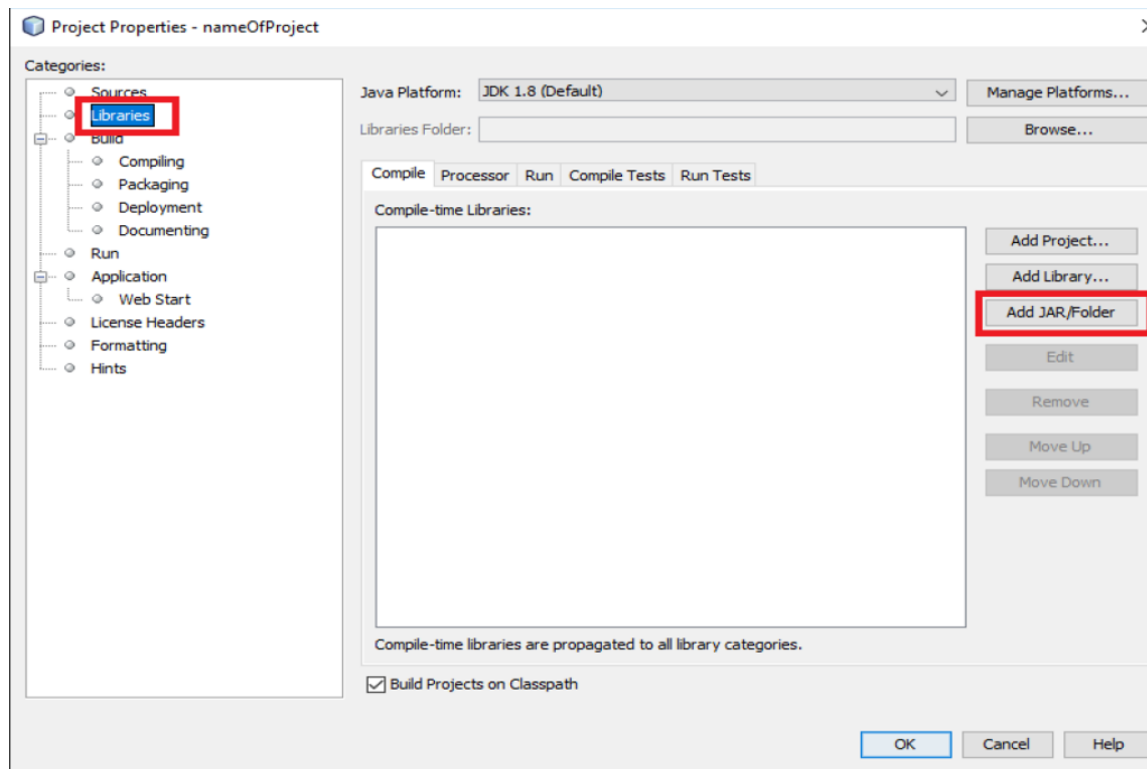 Project Properties - nameOfProject
Categories:
Sources
Libraries
Build
Compiling
Packaging
Deployment
Documenting
Run
Application
Web Start
License Headers
Formatting
Hints
Java Platform: JDK 1.8 (Default) Manage Platforms...
Libraries Folder: Browse...
Compile Processor Run Compile Tests Run Tests
Compile-time Libraries:
Add Project...
Add Library...
Add JAR/Folder
Edit
Remove
Move Up
Move Down
Compile-time libraries are propagated to all library categories.
Build Projects on Classpath
OK Cancel Help